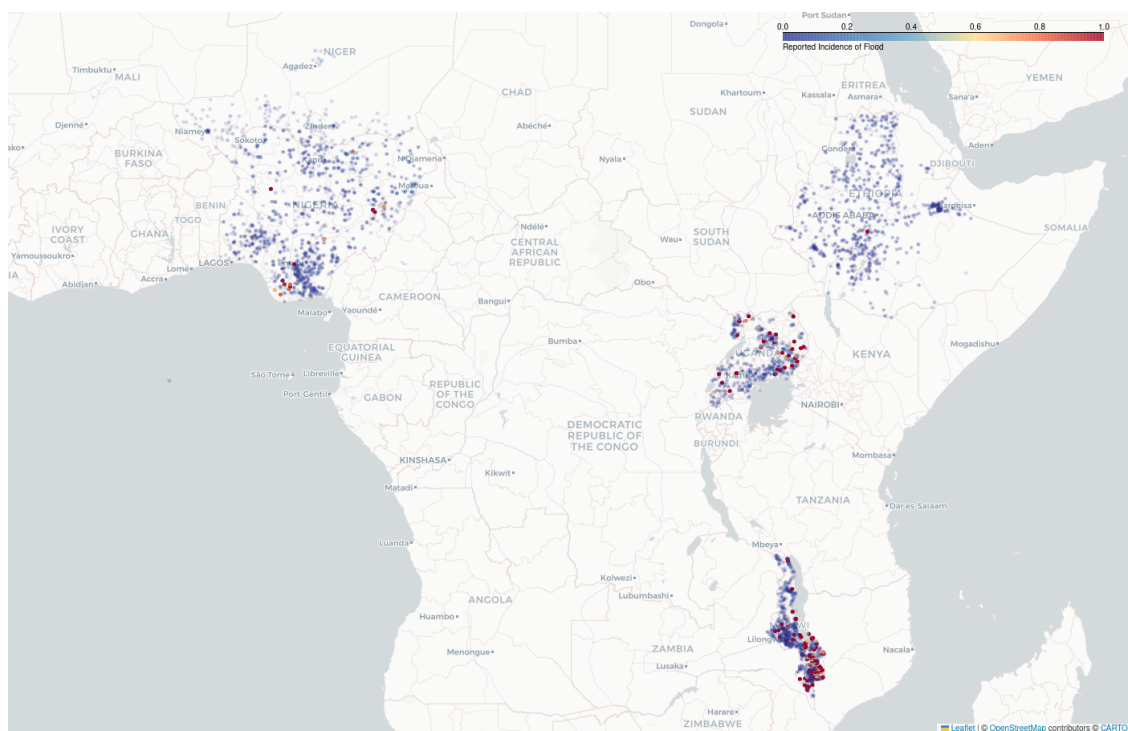 Port Sudan
Dongola
0.0 0.2 0.4 0.6 0.8 1.0
Reported Incidence of Flood
NIGER
Agadez
Timbuktu
MALI
CHAD
Khartoum
Kassala
ERITREA
Asmara
Sana'a
YEMEN
SUDAN
Djenné
Niamey
Sokoto
Zinder
Abéché
Aden
BURKINA
FASO
Kano
N'Djamena
Nyala
Gonder
DJIBOUTI
Maroua
BENIN
NIGERIA
ETHIOPIA
TOGO
ADDIS ABABA
Hargeisa
IVORY
COAST
GHANA
Ndélé
Wau
SOUTH
SUDAN
SOMALIA
Yamoussoukro
CENTRAL
AFRICAN
REPUBLIC
LAGOS
Lomé
Accra
Abidjan
Obo
CAMEROON
Bangui
Malabo
Yaoundé
EQUATORIAL
GUINEA
Bumba
UGANDA
KENYA
Mogadishu
São Tomé
Libreville
Port Gentil
GABON
REPUBLIC
OF THE
CONGO
Kampala
NAIROBI
RWANDA
DEMOCRATIC
REPUBLIC OF
THE CONGO
BURUNDI
KINSHASA
Kikwit
Mombasa
Matadi
TANZANIA
Dar es-Salaam
Luanda
Mbeya
Kolwezi
Lubumbashi
ANGOLA
Huambo
MALAWI
Lilongwe
Menongue
ZAMBIA
Lusaka
Nacala
Harare
ZIMBABWE
Leaflet | © OpenStreetMap contributors © CARTO